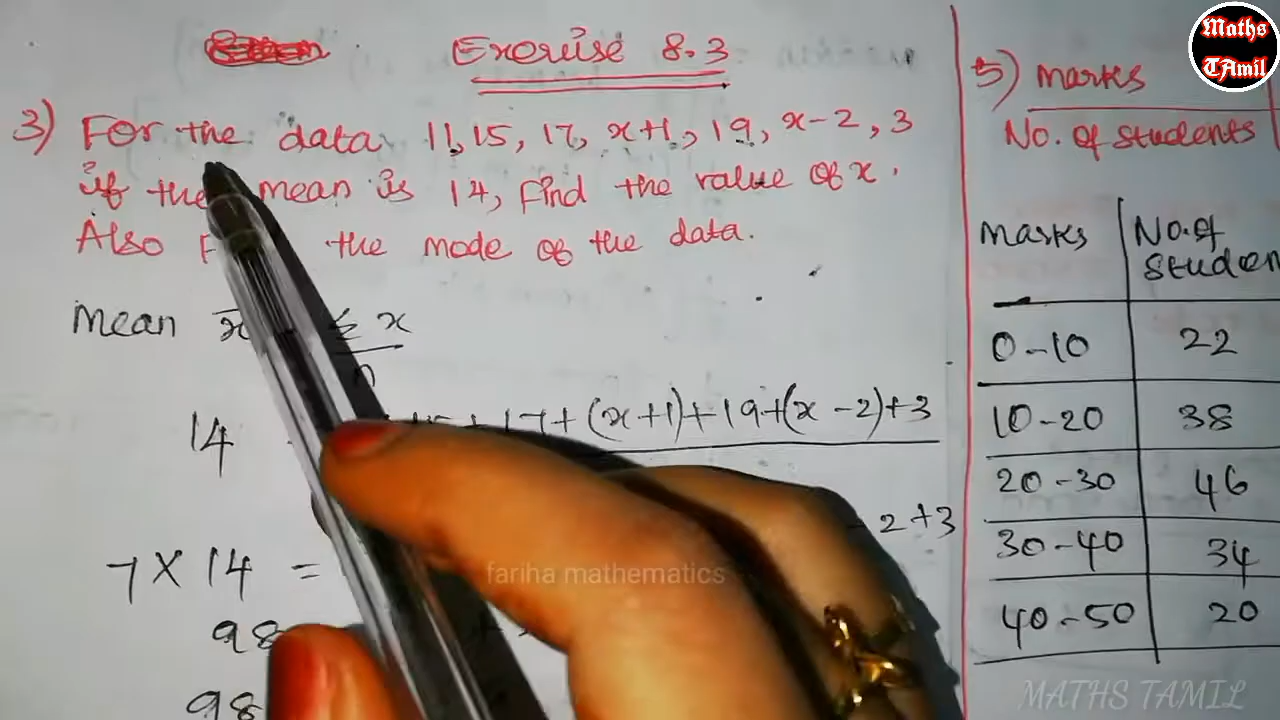 Exercise 8.3
3) For the data 11, 15, 17, x+1, 19, x-2, 3
if the mean is 14, Find the value of x.
Also the mode of the data.
Mean x̄ Σx
n
14 + 17 + (x+1) + 19 + (x-2) + 3
- 2 + 3
7 × 14 =
98
98
5) marks
No. of students
marks No. of
Studen
0-10 22
10-20 38
20-30 46
30-40 34
40-50 20
Maths
TAmil
fariha mathematics
MATHS TAMIL